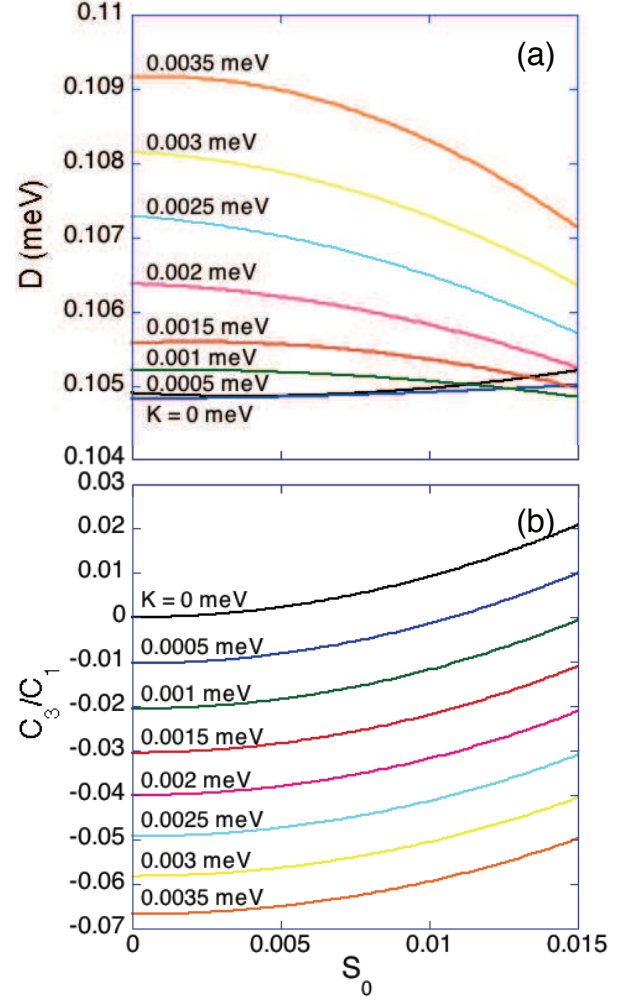 0.11
(a)
0.0035 meV
0.109
0.003 meV
0.108
0.0025 meV
0.107
D (meV)
0.002 meV
0.106
0.0015 meV
0.001 meV
0.105
0.0005 meV
K = 0 meV
0.104
0.03
(b)
0.02
0.01
K = 0 meV
0
0.0005 meV
-0.01
0.001 meV
-0.02
C3/C1
0.0015 meV
-0.03
0.002 meV
-0.04
0.0025 meV
-0.05
0.003 meV
-0.06
0.0035 meV
-0.07
0 0.005 0.01 0.015
S0